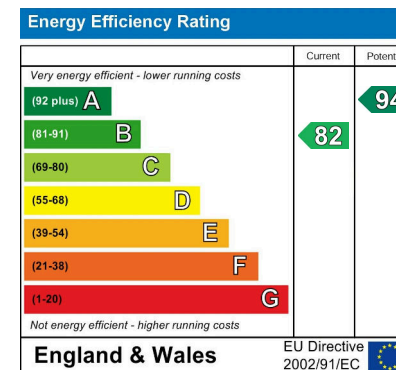 Energy Efficiency Rating
Current Potent
Very energy efficient - lower running costs
(92 plus) A
94
(81-91) B
82
(69-80) C
(55-68) D
(39-54) E
(21-38) F
(1-20) G
Not energy efficient - higher running costs
England & Wales
EU Directive
2002/91/EC